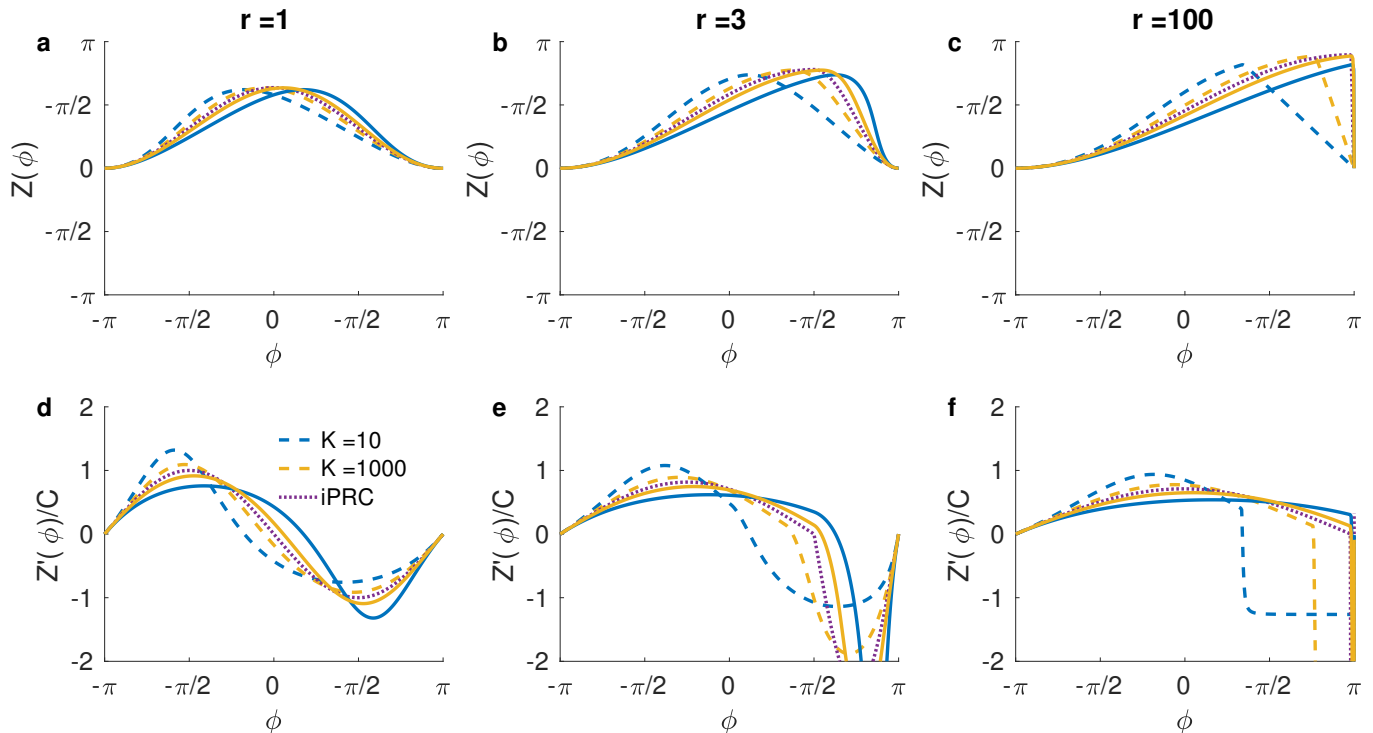 r =1
r =3
r =100
a
b
c
π
-π/2
0
-π/2
-π
Z(ϕ)
-π
-π/2
0
-π/2
π
ϕ
π
-π/2
0
-π/2
-π
Z(ϕ)
-π
-π/2
0
-π/2
π
ϕ
π
-π/2
0
-π/2
-π
Z(ϕ)
-π
-π/2
0
-π/2
π
ϕ
d
e
f
2
1
0
-1
-2
Z'(ϕ)/C
K =10
K =1000
iPRC
-π
-π/2
0
-π/2
π
ϕ
2
1
0
-1
-2
Z'(ϕ)/C
-π
-π/2
0
-π/2
π
ϕ
2
1
0
-1
-2
Z'(ϕ)/C
-π
-π/2
0
-π/2
π
ϕ